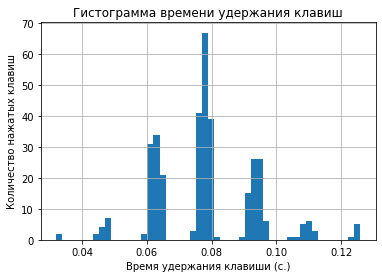 Гистограмма времени удержания клавиш
Количество нажатых клавиш
70
60
50
40
30
20
10
0
0.04 0.06 0.08 0.10 0.12
Время удержания клавиши (с.)